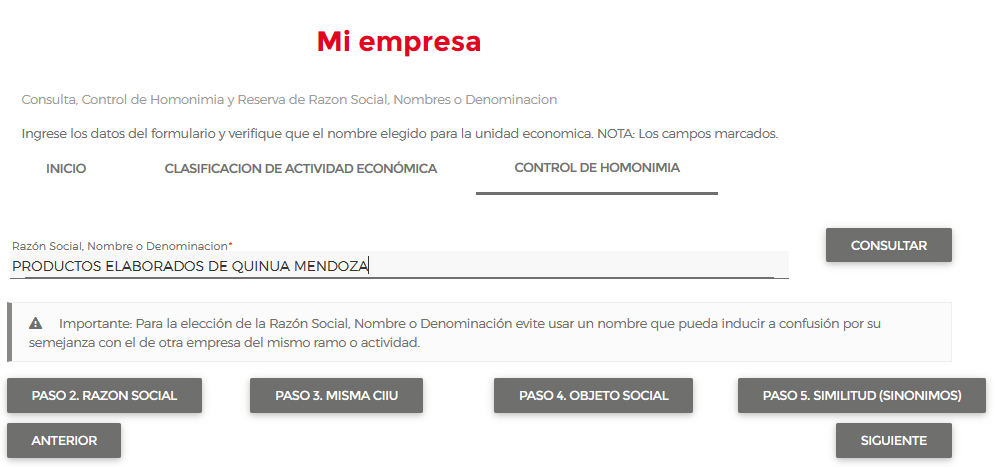 Mi empresa
Consulta, Control de Homonimia y Reserva de Razon Social, Nombres o Denominacion
Ingrese los datos del formulario y verifique que el nombre elegido para la unidad economica. NOTA: Los campos marcados.
INICIO CLASIFICACION DE ACTIVIDAD ECONÓMICA CONTROL DE HOMONIMIA
Razón Social, Nombre o Denominacion*
PRODUCTOS ELABORADOS DE QUINUA MENDOZA
CONSULTAR
Importante: Para la elección de la Razón Social, Nombre o Denominación evite usar un nombre que pueda inducir a confusión por su
semejanza con el de otra empresa del mismo ramo o actividad.
PASO 2. RAZON SOCIAL PASO 3. MISMA CIIU PASO 4. OBJETO SOCIAL PASO 5. SIMILITUD (SINONIMOS)
ANTERIOR SIGUIENTE